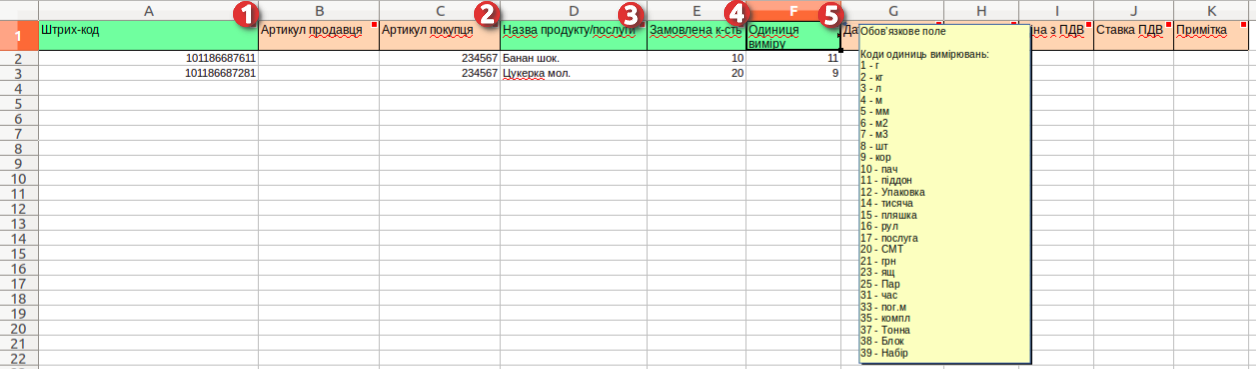 1 2 3 4 5
A B C D E F G H I J K
1 Штрих-код Артикул продавця Артикул покупця Назва продукту/послуги Замовлена к-сть Одиниця виміру Да на з ПДВ Ставка ПДВ Примітка
2 101186687611 234567 Банан шок. 10 11
3 101186687281 234567 Цукерка мол. 20 9
4
5
6
7
8
9
10
11
12
13
14
15
16
17
18
19
20
21
22
Обов'язкове поле
Коди одиниць вимірювань:
1 - г
2 - кг
3 - л
4 - м
5 - мм
6 - м2
7 - м3
8 - шт
9 - кор
10 - пач
11 - піддон
12 - Упаковка
14 - тисяча
15 - пляшка
16 - рул
17 - послуга
20 - СМТ
21 - грн
23 - ящ
25 - Пар
31 - час
33 - пог.м
35 - компл
37 - Тонна
38 - Блок
39 - Набір